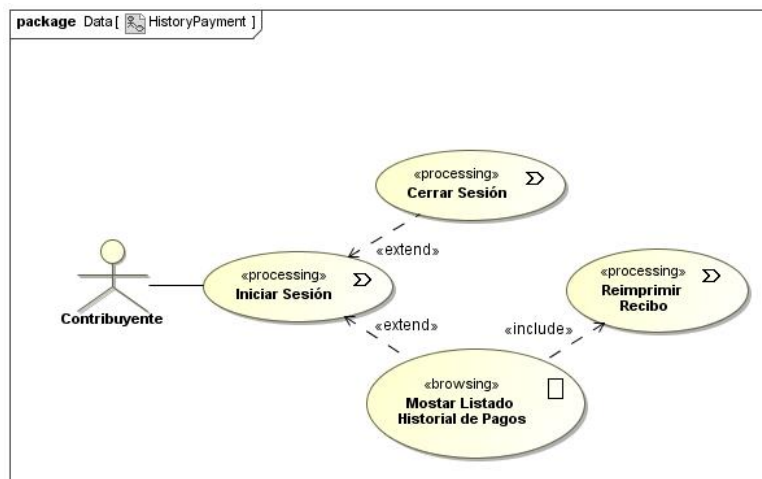 package Data[ HistoryPayment ]
«processing»
Cerrar Sesión
«extend»
«processing»
Iniciar Sesión
«processing»
Reimprimir
Recibo
Contribuyente
«extend»
«include»
«browsing»
Mostar Listado
Historial de Pagos